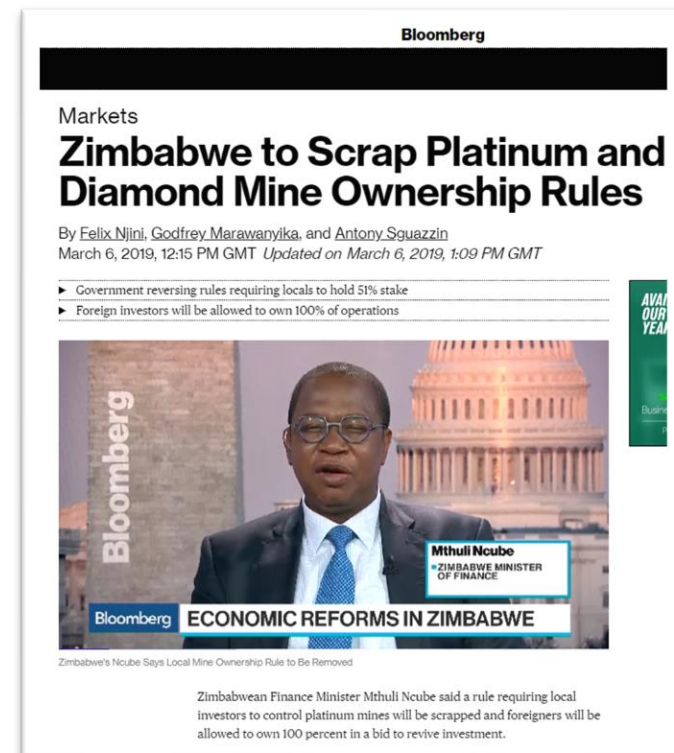 Bloomberg
Markets
Zimbabwe to Scrap Platinum and
Diamond Mine Ownership Rules
By Felix Njini, Godfrey Marawanyika, and Antony Sguazzin
March 6, 2019, 12:15 PM GMT Updated on March 6, 2019, 1:09 PM GMT
► Government reversing rules requiring locals to hold 51% stake
► Foreign investors will be allowed to own 100% of operations
OUR
Bloomberg
Mthuli Ncube
ZIMBABWE MINISTER
OF FINANCE
Bloomberg ECONOMIC REFORMS IN ZIMBABWE
Zimbabwe's Ncube Says Local Mine Ownership Rule to Be Removed
Zimbabwean Finance Minister Mthuli Ncube said a rule requiring local
investors to control platinum mines will be scrapped and foreigners will be
allowed to own 100 percent in a bid to revive investment.